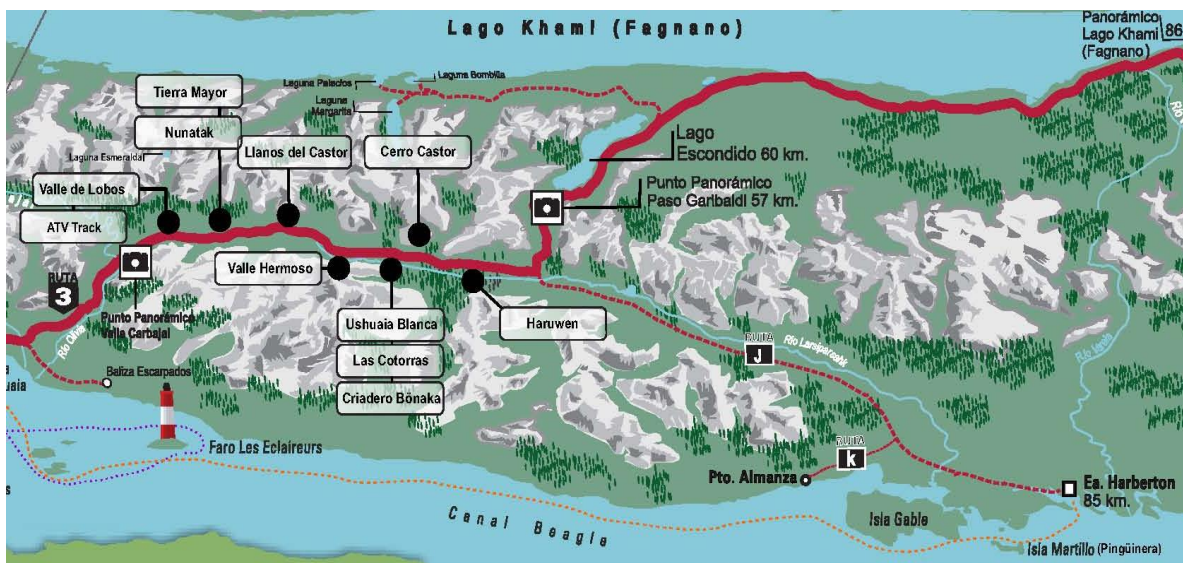 Lago Khami (Fagnano)
Panorámico
Lago Khami
(Fagnano)
86
Laguna Bombilla
Laguna Palacios
Laguna
Margarita
Tierra Mayor
Nunatak
Llanos del Castor
Cerro Castor
Laguna Esmeralda
Valle de Lobos
ATV Track
Lago
Escondido 60 km.
Punto Panorámico
Paso Garibaldi 57 km.
Valle Hermoso
RUTA
3
Punto Panorámico
Valle Carbajal
Río Olivia
Ushuaia Blanca
Las Cotorras
Criadero Bônaka
Haruwen
RUTA
J
Río Larsiparsahk
Baliza Escarpados
Faro Les Eclaireurs
RUTA
k
Pto. Almanza
Ea. Harberton
85 km.
Canal Beagle
Isla Gable
Isla Martillo (Pingüinera)